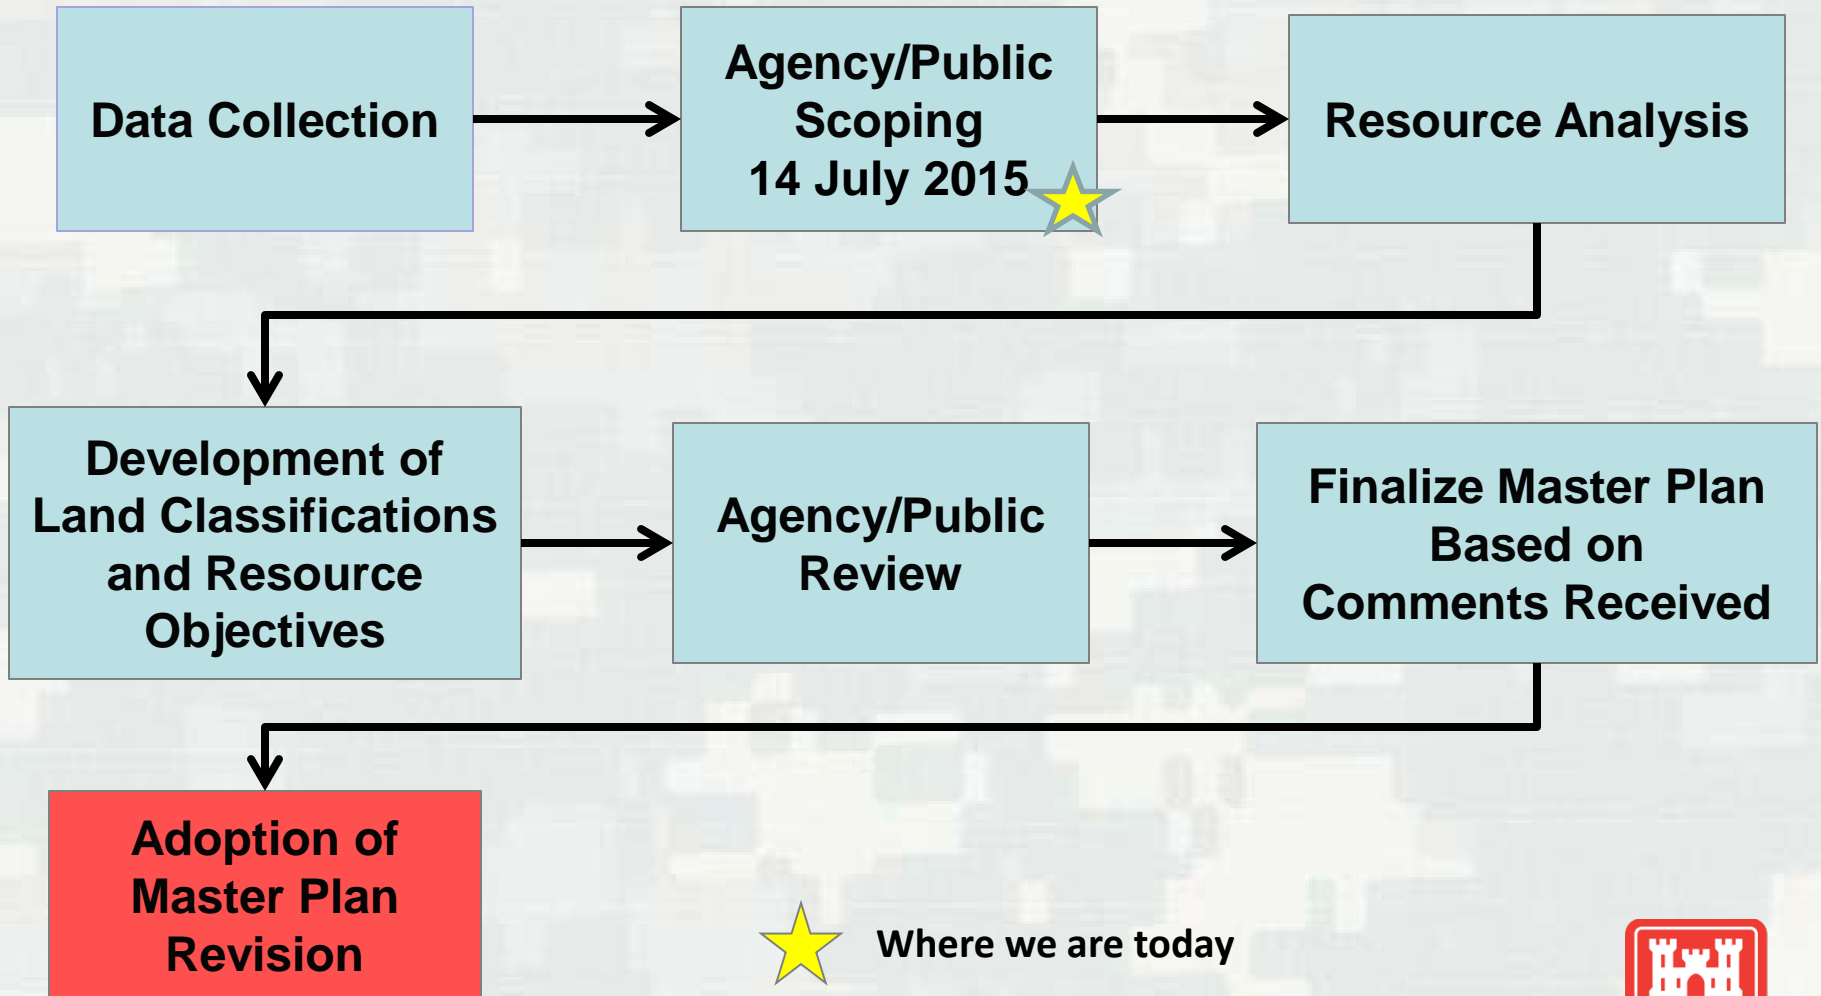 Data Collection
Agency/Public
Scoping
14 July 2015
Resource Analysis
Development of
Land Classifications
and Resource
Objectives
Agency/Public
Review
Finalize Master Plan
Based on
Comments Received
Adoption of
Master Plan
Revision
Where we are today